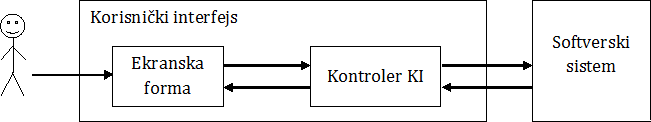 Korisnički interfejs
Ekranska
forma
Kontroler KI
Softverski
sistem